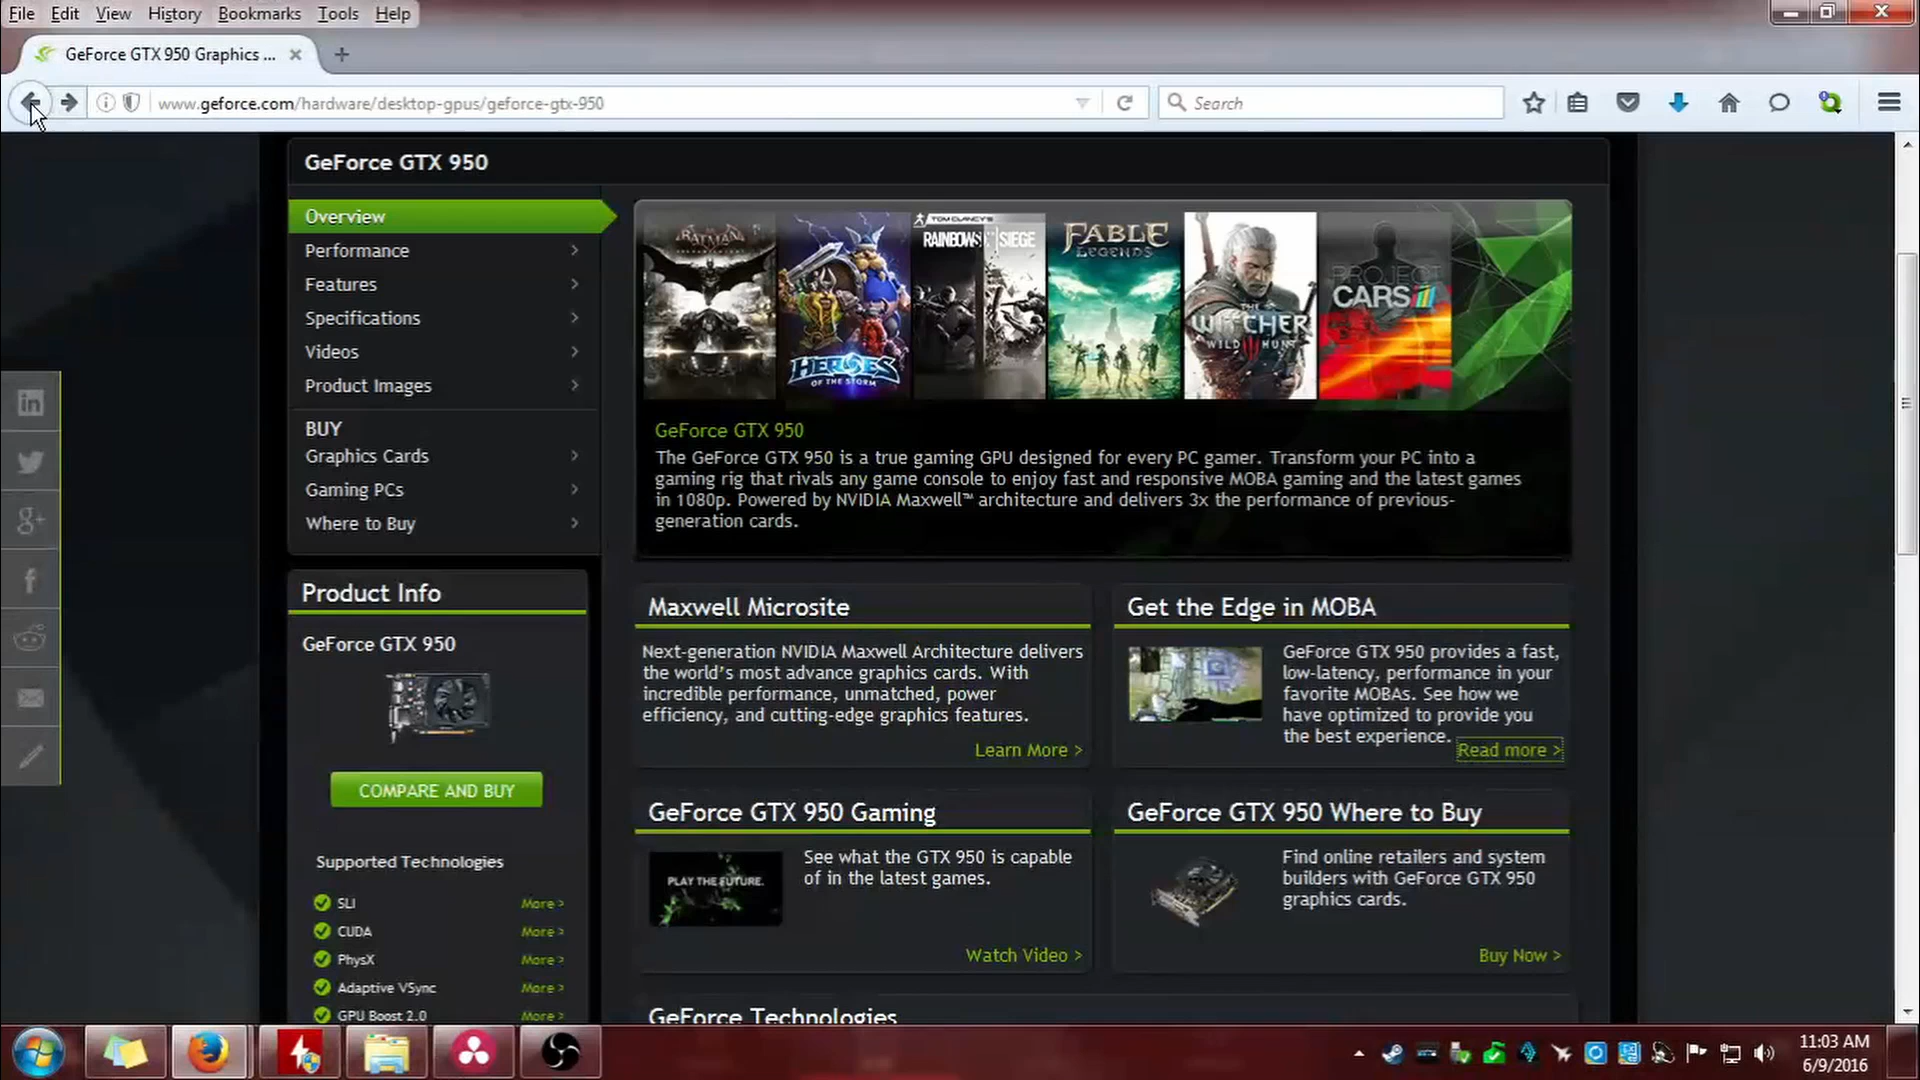 File Edit View History Bookmarks Tools Help
GeForce GTX 950 Graphics ...
www.geforce.com/hardware/desktop-gpus/geforce-gtx-950
Search
GeForce GTX 950
Overview
Performance
Features
Specifications
Videos
Product Images
BUY
Graphics Cards
Gaming PCs
Where to Buy
Product Info
GeForce GTX 950
COMPARE AND BUY
Supported Technologies
SLI More >
CUDA More >
PhysX More >
Adaptive VSync More >
GPU Boost 2.0 More >
BATMAN
HEROES
OF THE STORM
TOM CLANCY'S
RAINBOW SIX SIEGE
FABLE
LEGENDS
THE
WITCHER
WILD HUNT
PROJECT
CARS
GeForce GTX 950
The GeForce GTX 950 is a true gaming GPU designed for every PC gamer. Transform your PC into a
gaming rig that rivals any game console to enjoy fast and responsive MOBA gaming and the latest games
in 1080p. Powered by NVIDIA Maxwell™ architecture and delivers 3x the performance of previous-
generation cards.
Maxwell Microsite
Next-generation NVIDIA Maxwell Architecture delivers
the world's most advance graphics cards. With
incredible performance, unmatched, power
efficiency, and cutting-edge graphics features.
Learn More >
Get the Edge in MOBA
GeForce GTX 950 provides a fast,
low-latency, performance in your
favorite MOBAs. See how we
have optimized to provide you
the best experience.
Read more >
GeForce GTX 950 Gaming
PLAY THE FUTURE.
See what the GTX 950 is capable
of in the latest games.
Watch Video >
GeForce GTX 950 Where to Buy
Find online retailers and system
builders with GeForce GTX 950
graphics cards.
Buy Now >
GeForce Technologies
11:03 AM
6/9/2016